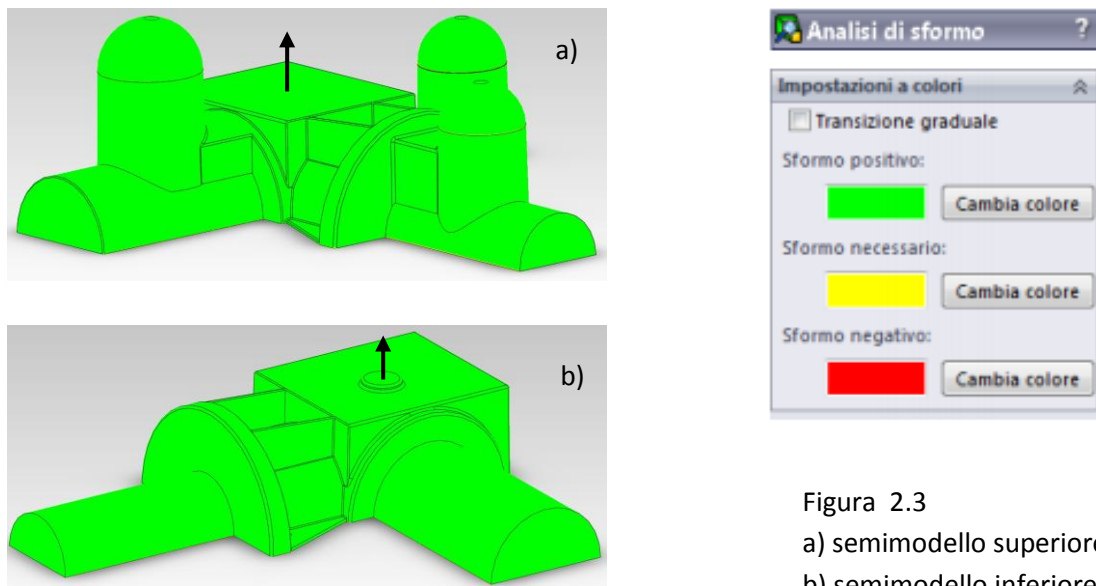 a)
b)
Analisi di sformo ?
Impostazioni a colori
Transizione graduale
Sformo positivo:
Cambia colore
Sformo necessario:
Cambia colore
Sformo negativo:
Cambia colore
Figura 2.3
a) semimodello superiore
b) semimodello inferiore